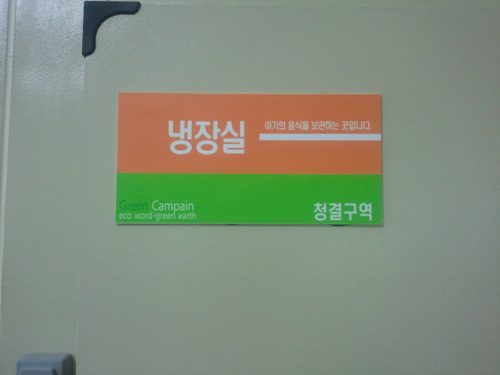 냉장실
아기의 음식을 보관하는 곳입니다.
Green Campain
eco word-green earth
청결구역